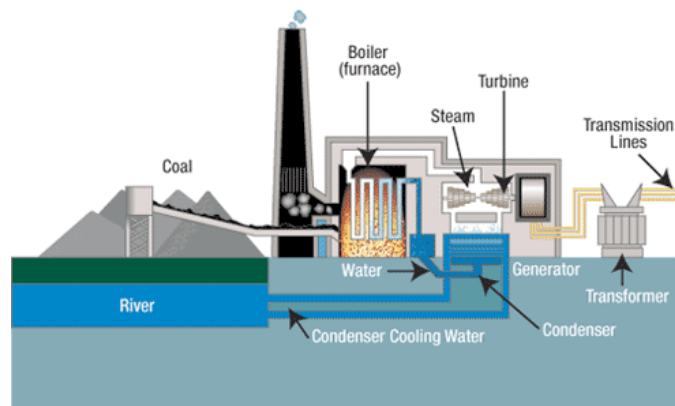 Boiler
(furnace)
Turbine
Steam
Transmission
Lines
Coal
Water
Generator
River
Transformer
Condenser
Condenser Cooling Water